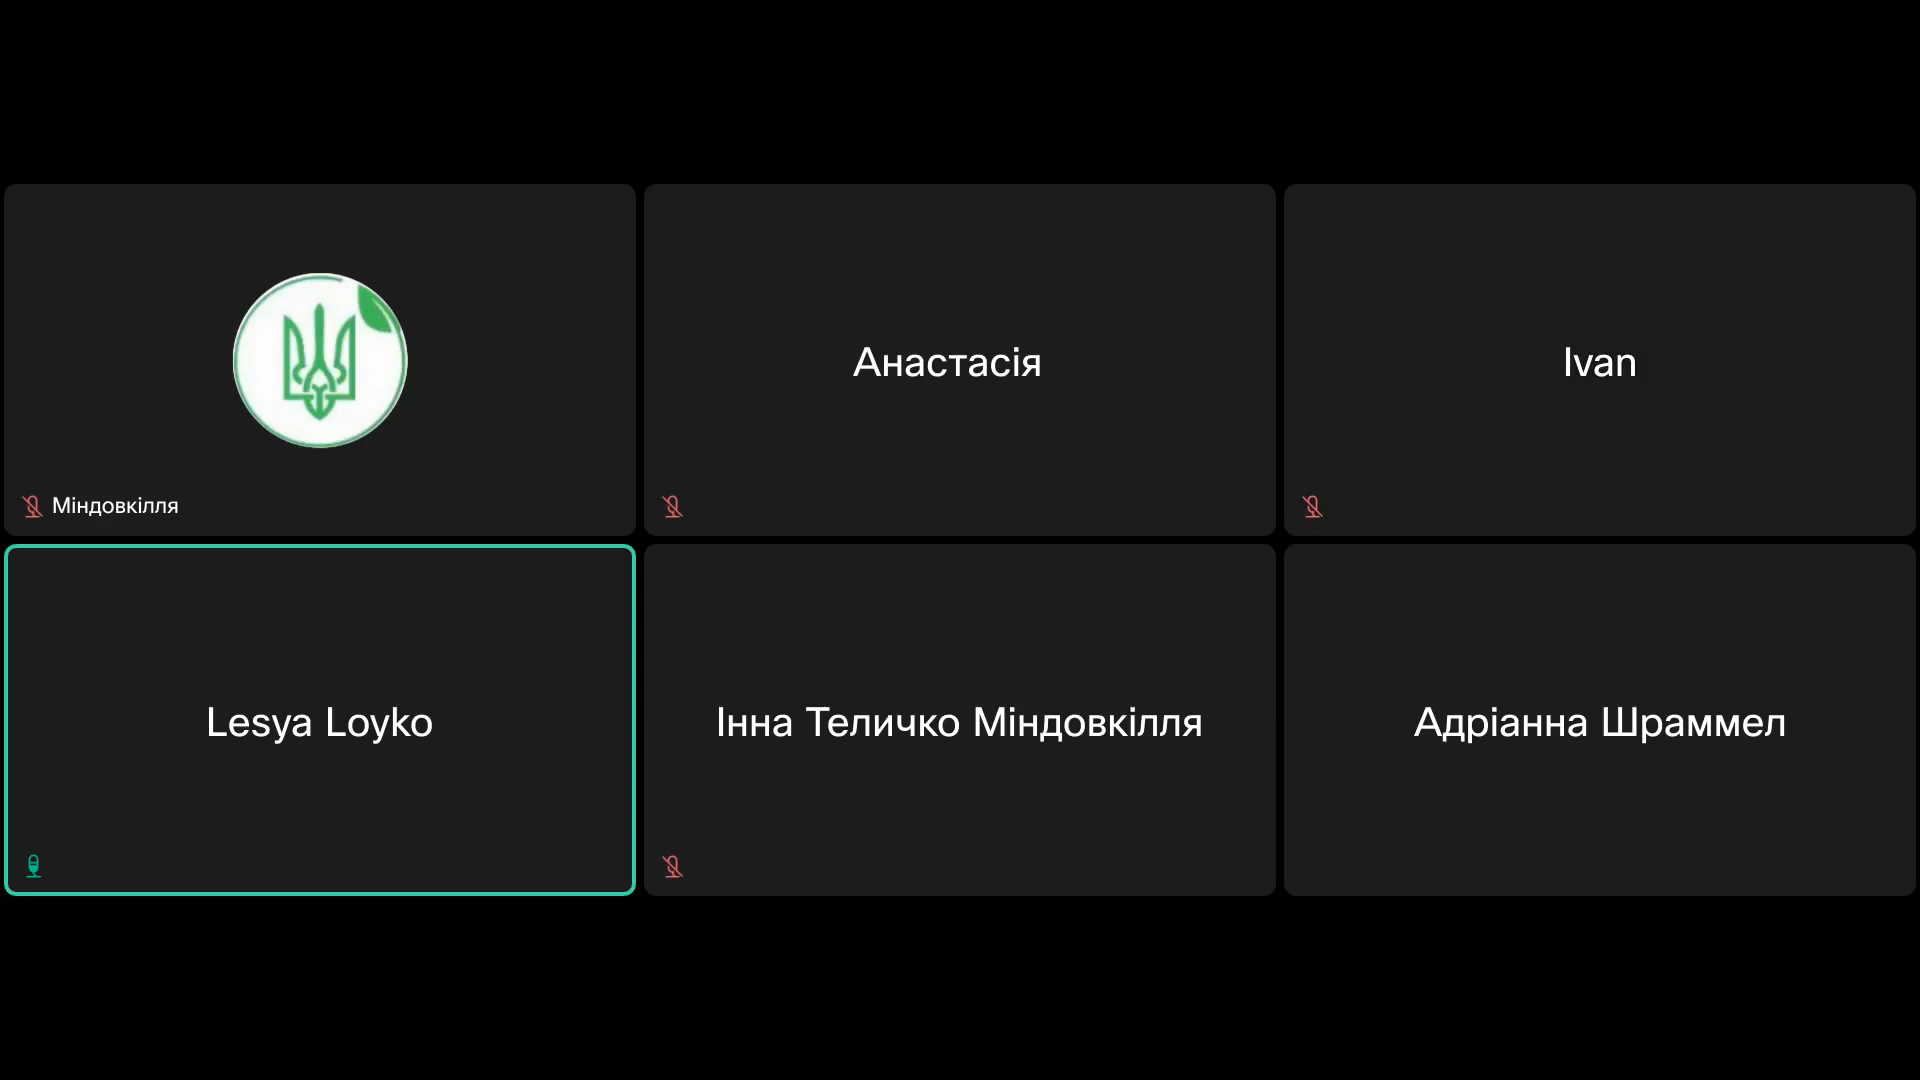 Міндовкілля
Анастасія
Ivan
Lesya Loyko
Інна Теличко Міндовкілля
Адріанна Шраммел